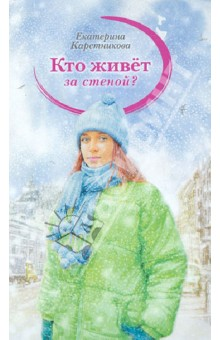 Екатерина
Каретникова
Кто живёт
за стеной?